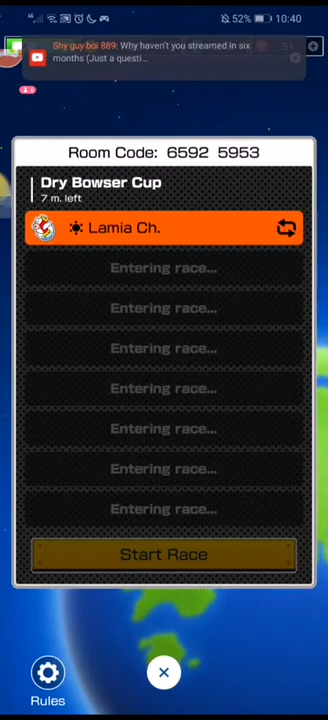 52% 10:40
Shy guy boi 889: Why haven't you streamed in six
months (Just a questi...
51
6
Room Code: 6592 5953
Dry Bowser Cup
7 m. left
Lamia Ch.
Entering race...
Entering race...
Entering race...
Entering race...
Entering race...
Entering race...
Entering race...
Start Race
Rules